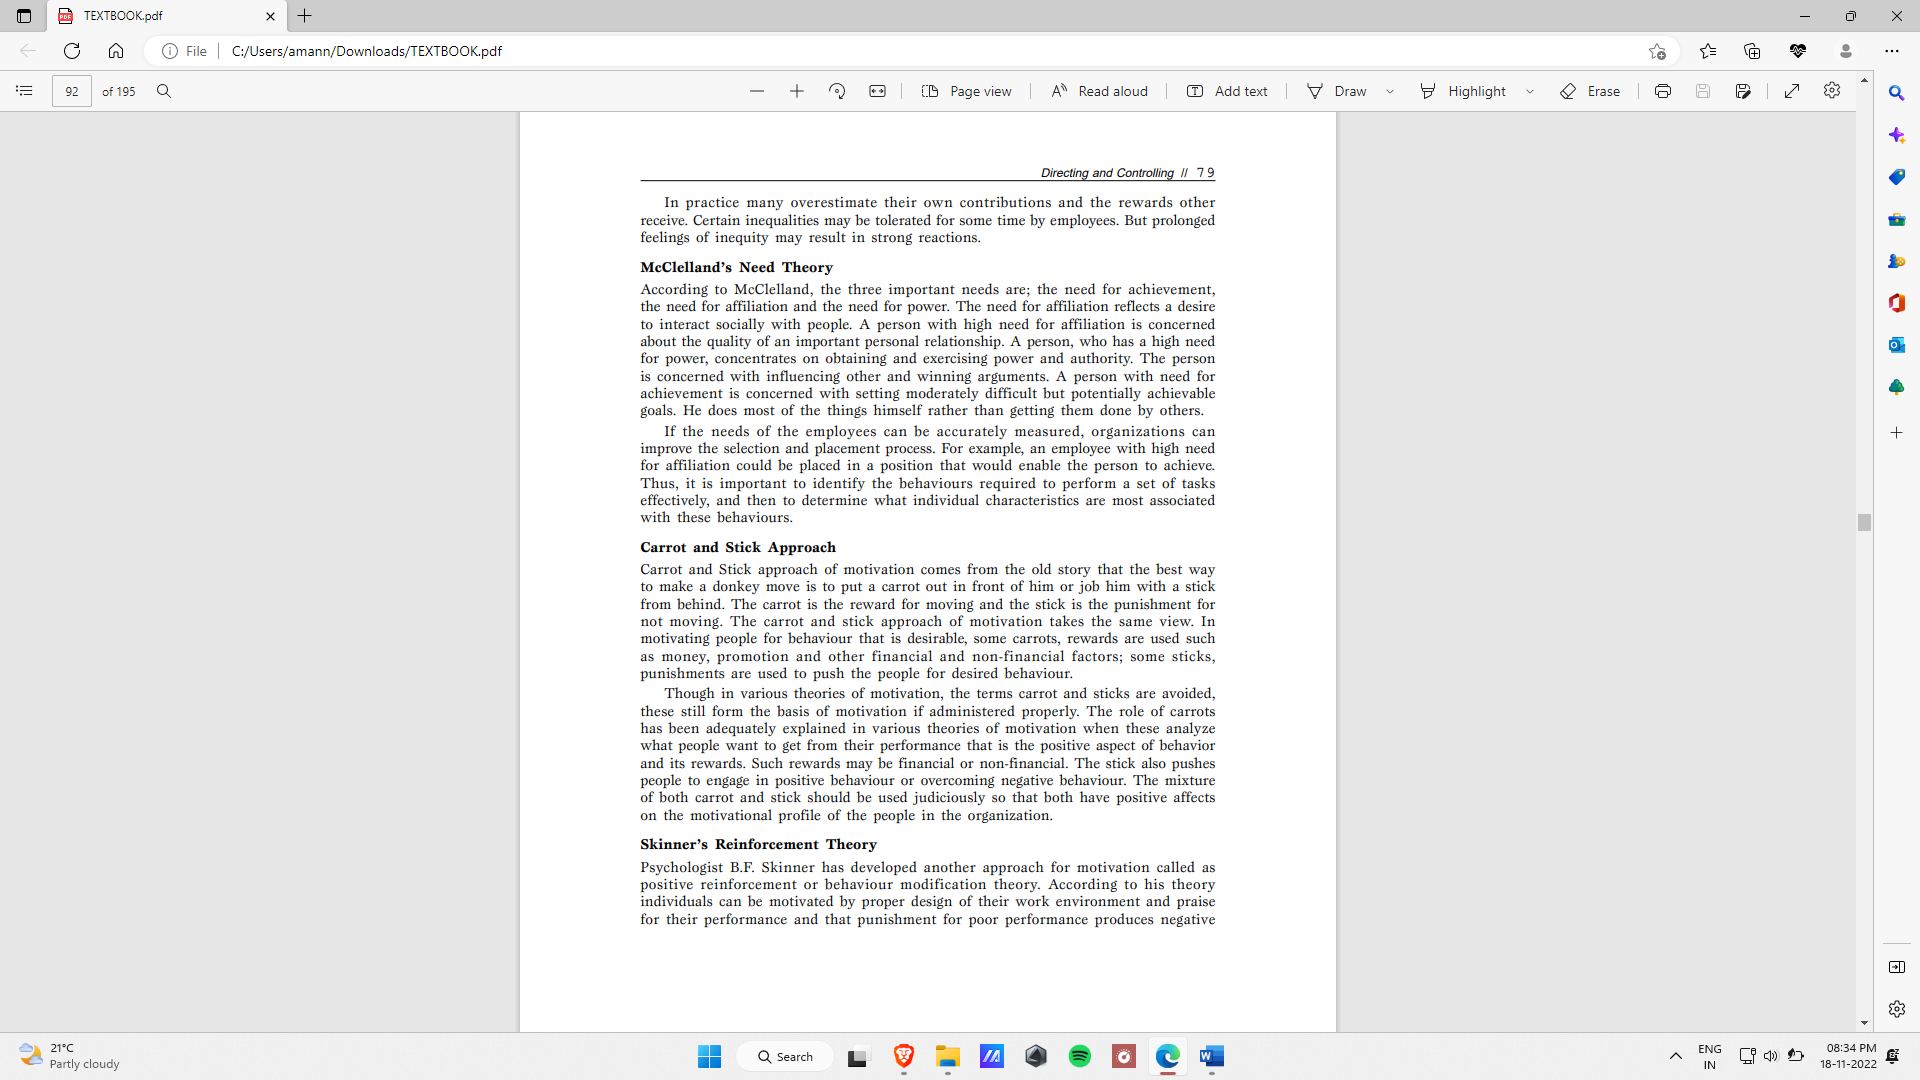 TEXTBOOK.pdf
File
C:/Users/amann/Downloads/TEXTBOOK.pdf
92 of 195
Page view
Read aloud
Add text
Draw
Highlight
Erase
Directing and Controlling // 79
In practice many overestimate their own contributions and the rewards other
receive. Certain inequalities may be tolerated for some time by employees. But prolonged
feelings of inequity may result in strong reactions.
McClelland's Need Theory
According to McClelland, the three important needs are; the need for achievement,
the need for affiliation and the need for power. The need for affiliation reflects a desire
to interact socially with people. A person with high need for affiliation is concerned
about the quality of an important personal relationship. A person, who has a high need
for power, concentrates on obtaining and exercising power and authority. The person
is concerned with influencing other and winning arguments. A person with need for
achievement is concerned with setting moderately difficult but potentially achievable
goals. He does most of the things himself rather than getting them done by others.
If the needs of the employees can be accurately measured, organizations can
improve the selection and placement process. For example, an employee with high need
for affiliation could be placed in a position that would enable the person to achieve.
Thus, it is important to identify the behaviours required to perform a set of tasks
effectively, and then to determine what individual characteristics are most associated
with these behaviours.
Carrot and Stick Approach
Carrot and Stick approach of motivation comes from the old story that the best way
to make a donkey move is to put a carrot out in front of him or job him with a stick
from behind. The carrot is the reward for moving and the stick is the punishment for
not moving. The carrot and stick approach of motivation takes the same view. In
motivating people for behaviour that is desirable, some carrots, rewards are used such
as money, promotion and other financial and non-financial factors; some sticks,
punishments are used to push the people for desired behaviour.
Though in various theories of motivation, the terms carrot and sticks are avoided,
these still form the basis of motivation if administered properly. The role of carrots
has been adequately explained in various theories of motivation when these analyze
what people want to get from their performance that is the positive aspect of behavior
and its rewards. Such rewards may be financial or non-financial. The stick also pushes
people to engage in positive behaviour or overcoming negative behaviour. The mixture
of both carrot and stick should be used judiciously so that both have positive affects
on the motivational profile of the people in the organization.
Skinner's Reinforcement Theory
Psychologist B.F. Skinner has developed another approach for motivation called as
positive reinforcement or behaviour modification theory. According to his theory
individuals can be motivated by proper design of their work environment and praise
for their performance and that punishment for poor performance produces negative
21°C
Partly cloudy
Search
ENG
IN
08:34 PM
18-11-2022